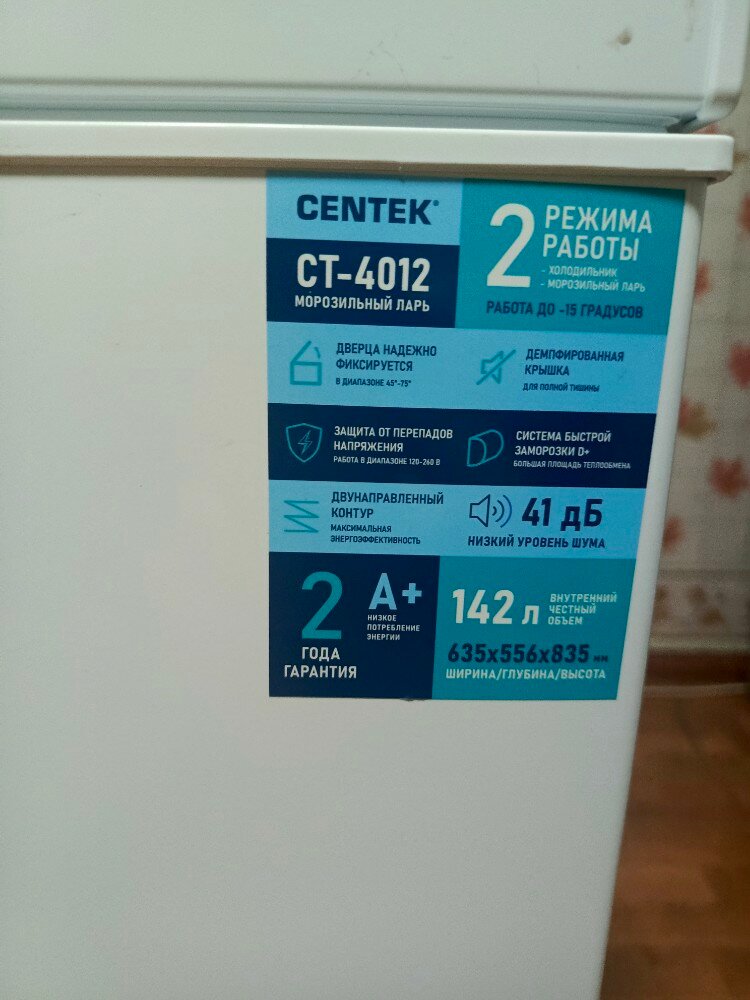 CENTEK®
CT-4012
МОРОЗИЛЬНЫЙ ЛАРЬ
2 РЕЖИМА
РАБОТЫ
- ХОЛОДИЛЬНИК
- МОРОЗИЛЬНЫЙ ЛАРЬ
РАБОТА ДО -15 ГРАДУСОВ
ДВЕРЦА НАДЕЖНО
ФИКСИРУЕТСЯ
В ДИАПАЗОНЕ 45°-75°
ДЕМПФИРОВАННАЯ
КРЫШКА
ДЛЯ ПОЛНОЙ ТИШИНЫ
ЗАЩИТА ОТ ПЕРЕПАДОВ
НАПРЯЖЕНИЯ
РАБОТА В ДИАПАЗОНЕ 120-260 В
СИСТЕМА БЫСТРОЙ
ЗАМОРОЗКИ D+
БОЛЬШАЯ ПЛОЩАДЬ ТЕПЛООБМЕНА
ДВУНАПРАВЛЕННЫЙ
КОНТУР
МАКСИМАЛЬНАЯ
ЭНЕРГОЭФФЕКТИВНОСТЬ
41 дБ
НИЗКИЙ УРОВЕНЬ ШУМА
2
ГОДА
ГАРАНТИЯ
A+
НИЗКОЕ
ПОТРЕБЛЕНИЕ
ЭНЕРГИИ
142 л
ВНУТРЕННИЙ
ЧЕСТНЫЙ
ОБЪЕМ
635x556x835 мм
ШИРИНА/ГЛУБИНА/ВЫСОТА